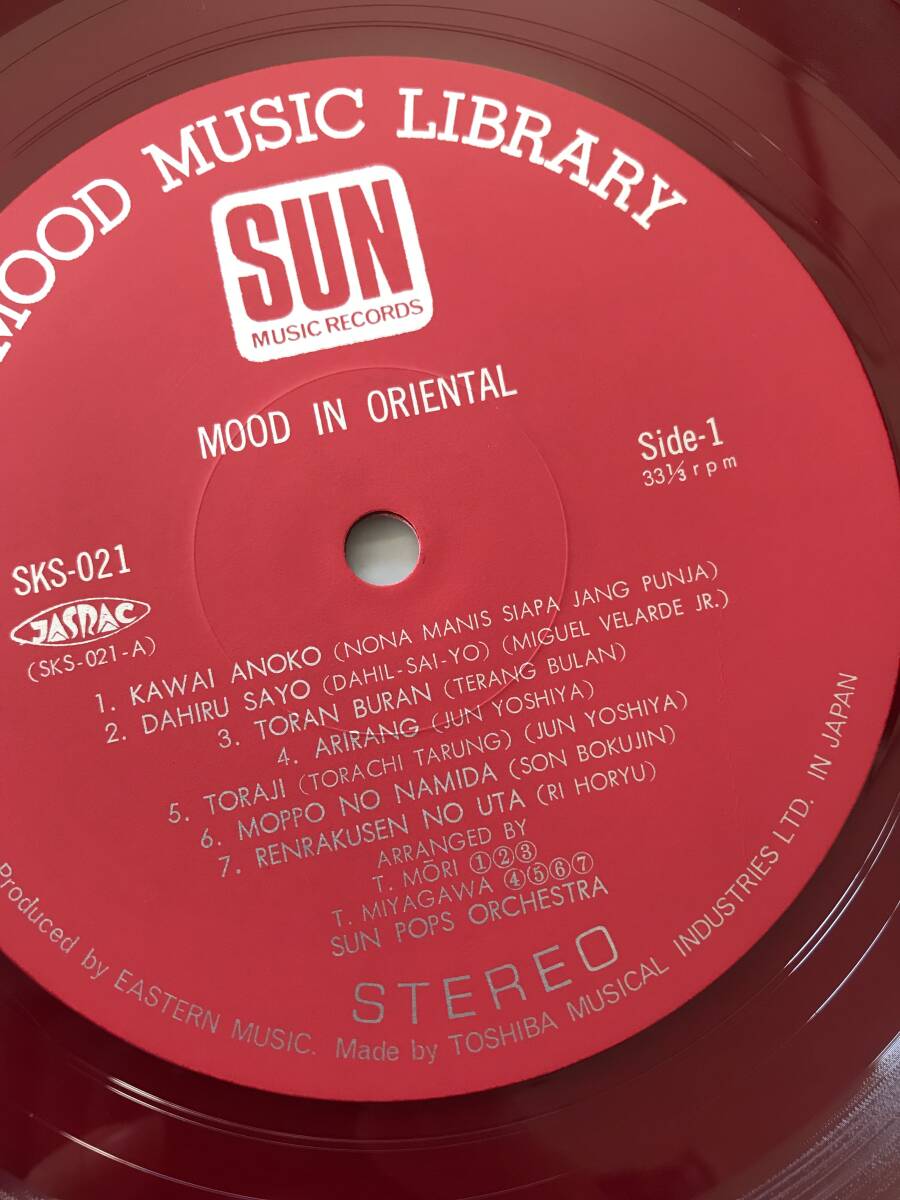 MOOD MUSIC LIBRARY
SUN
MUSIC RECORDS
MOOD IN ORIENTAL
Side-1
33⅓ rpm
SKS-021
JASRAC
(SKS-021-A)
1. KAWAI ANOKO (NONA MANIS SIAPA JANG PUNJA)
2. DAHIRU SAYO (DAHIL-SAI-YO) (MIGUEL VELARDE JR.)
3. TORAN BURAN (TERANG BULAN)
4. ARIRANG (JUN YOSHIYA)
5. TORAJI (TORACHI TARUNG) (JUN YOSHIYA)
6. MOPPO NO NAMIDA (SON BOKUJIN)
7. RENRAKUSEN NO UTA (RI HORYU)
ARRANGED BY
T. MŌRI ①②③
T. MIYAGAWA ④⑤⑥⑦
SUN POPS ORCHESTRA
STEREO
Produced by EASTERN MUSIC. Made by TOSHIBA MUSICAL INDUSTRIES LTD. IN JAPAN